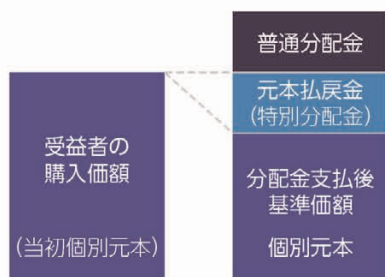 普通分配金
元本払戻金
(特別分配金)
受益者の
購入価額
(当初個別元本)
分配金支払後
基準価額
個別元本